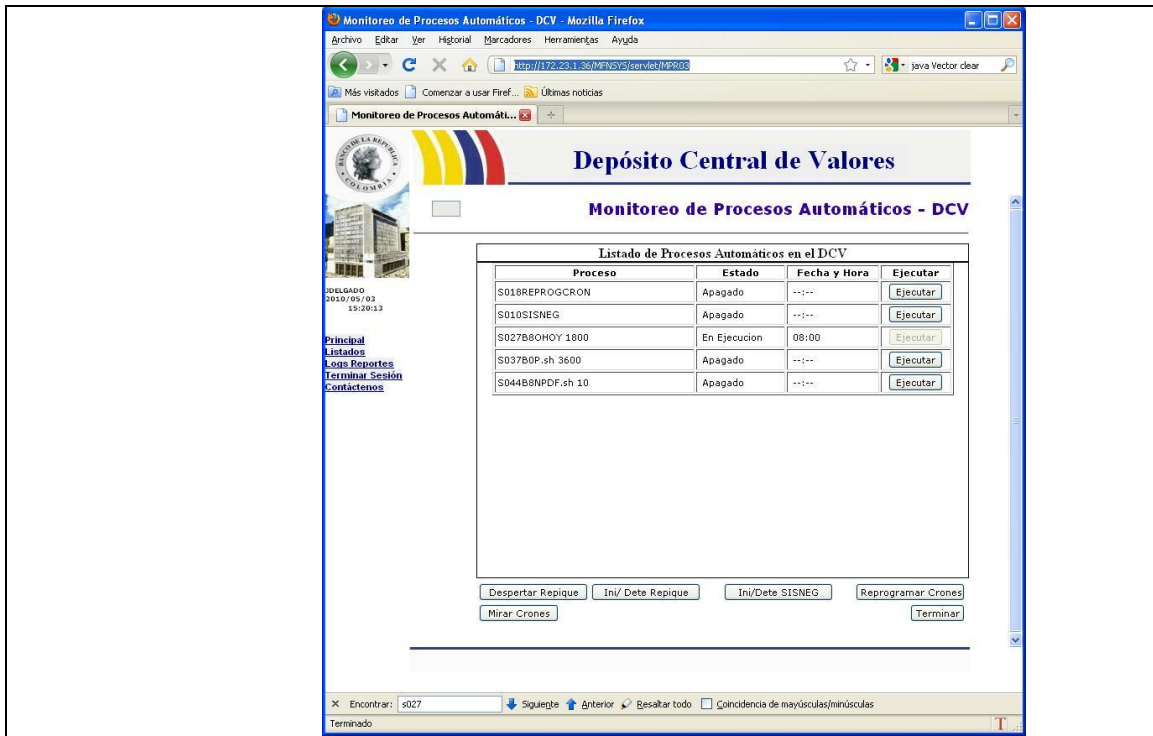 Monitoreo de Procesos Automáticos - DCV - Mozilla Firefox
Archivo Editar Ver Historial Marcadores Herramientas Ayuda
http://172.23.1.36/MFNSYS/servlet/MPR03
java Vector clear
Más visitados Comenzar a usar Firef... Últimas noticias
Monitoreo de Procesos Automáti...
BANCO DE LA REPUBLICA
COLOMBIA
Depósito Central de Valores
Monitoreo de Procesos Automáticos - DCV
JDELGADO
2010/05/03
15:20:13
Principal
Listados
Logs Reportes
Terminar Sesión
Contáctenos
Listado de Procesos Automáticos en el DCV
Proceso Estado Fecha y Hora Ejecutar
S018REPROGCRON Apagado --:-- Ejecutar
S010SISNEG Apagado --:-- Ejecutar
S027B8OHOY 1800 En Ejecucion 08:00 Ejecutar
S037B0P.sh 3600 Apagado --:-- Ejecutar
S044B8NPDF.sh 10 Apagado --:-- Ejecutar
Despertar Repique Ini/ Dete Repique Ini/Dete SISNEG Reprogramar Crones
Mirar Crones Terminar
Encontrar: s027 Siguiente Anterior Resaltar todo Coincidencia de mayúsculas/minúsculas
Terminado